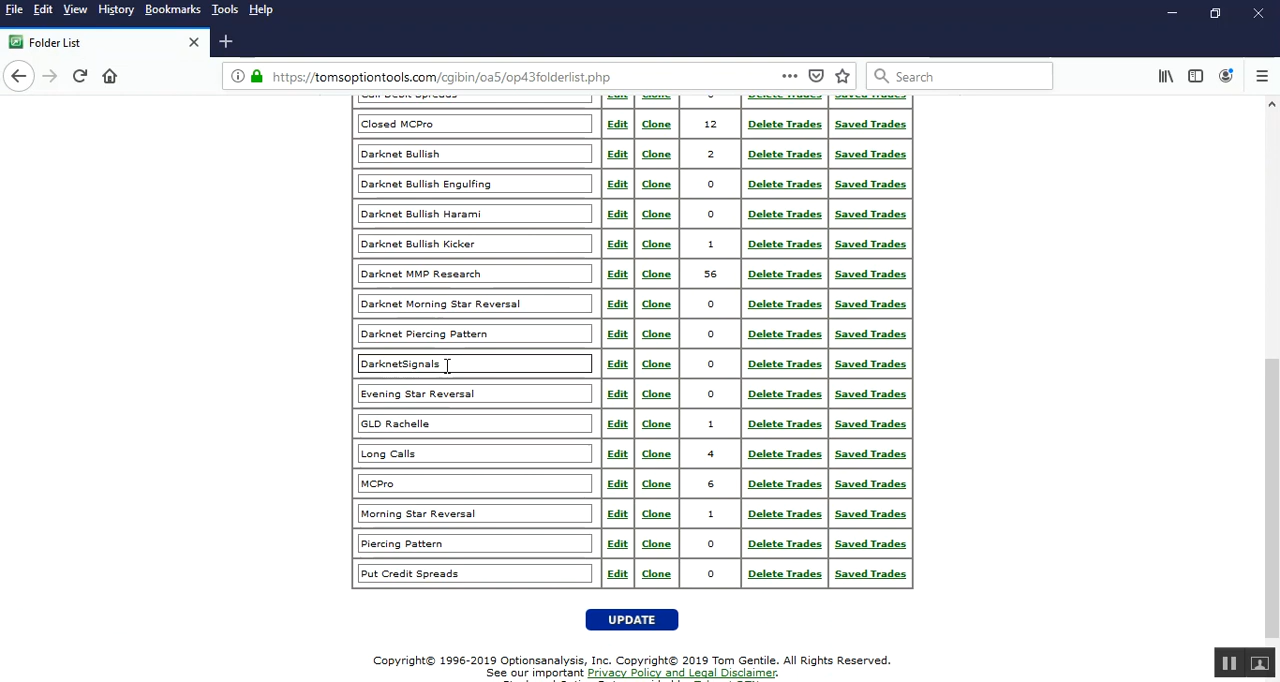 File Edit View History Bookmarks Tools Help
Folder List
https://tomsoptiontools.com/cgibin/oa5/op43folderlist.php
Search
Call Debit Spreads Edit Clone 0 Delete Trades Saved Trades
Closed MCPro Edit Clone 12 Delete Trades Saved Trades
Darknet Bullish Edit Clone 2 Delete Trades Saved Trades
Darknet Bullish Engulfing Edit Clone 0 Delete Trades Saved Trades
Darknet Bullish Harami Edit Clone 0 Delete Trades Saved Trades
Darknet Bullish Kicker Edit Clone 1 Delete Trades Saved Trades
Darknet MMP Research Edit Clone 56 Delete Trades Saved Trades
Darknet Morning Star Reversal Edit Clone 0 Delete Trades Saved Trades
Darknet Piercing Pattern Edit Clone 0 Delete Trades Saved Trades
DarknetSignals Edit Clone 0 Delete Trades Saved Trades
Evening Star Reversal Edit Clone 0 Delete Trades Saved Trades
GLD Rachelle Edit Clone 1 Delete Trades Saved Trades
Long Calls Edit Clone 4 Delete Trades Saved Trades
MCPro Edit Clone 6 Delete Trades Saved Trades
Morning Star Reversal Edit Clone 1 Delete Trades Saved Trades
Piercing Pattern Edit Clone 0 Delete Trades Saved Trades
Put Credit Spreads Edit Clone 0 Delete Trades Saved Trades
UPDATE
Copyright© 1996-2019 Optionsanalysis, Inc. Copyright© 2019 Tom Gentile. All Rights Reserved.
See our important Privacy Policy and Legal Disclaimer.